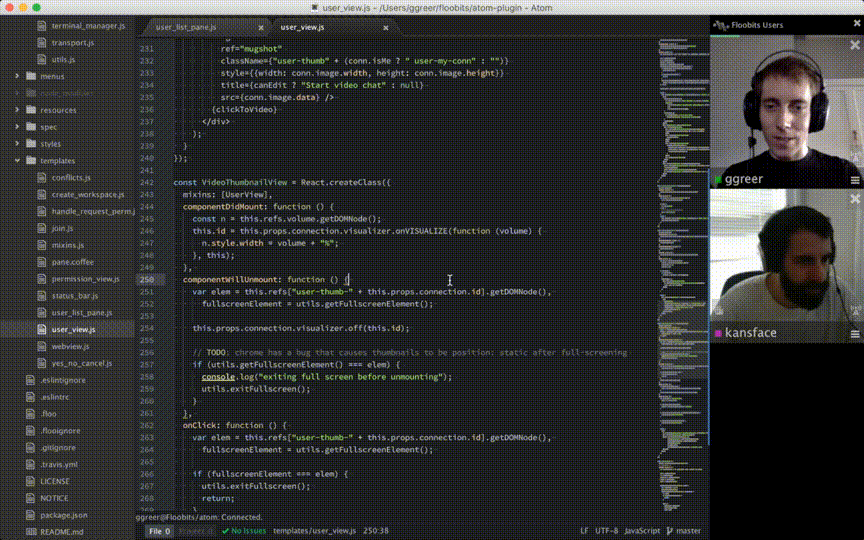 user_view.js - /Users/ggreer/floobits/atom-plugin - Atom
terminal_manager.js
transport.js
utils.js
menus
node_modules
resources
spec
styles
templates
conflicts.js
create_workspace.js
handle_request_perm.j
join.js
mixins.js
pane.coffee
permission_view.js
status_bar.js
user_list_pane.js
user_view.js
webview.js
yes_no_cancel.js
.eslintignore
.eslintrc
.floo
.flooignore
.gitignore
.travis.yml
LICENSE
NOTICE
package.json
README.md
user_list_pane.js
user_view.js
231 ref="mugshot"
232 className={"user-thumb" + (conn.isMe ? " user-my-conn" : "")}
233 style={{width: conn.image.width, height: conn.image.height}}
234 title={canEdit ? "Start video chat" : null}
235 src={conn.image.data} />
236 {clickToVideo}
237 </div>
238 );
239 }
240 });
241
242 const VideoThumbnailView = React.createClass({
243 mixins: [UserView],
244 componentDidMount: function () {
245 const n = this.refs.volume.getDOMNode();
246 this.id = this.props.connection.visualizer.onVISUALIZE(function (volume) {
247 n.style.width = volume + "%";
248 }, this);
249 },
250 componentWillUnmount: function () {
251 var elem = this.refs["user-thumb-" + this.props.connection.id].getDOMNode(),
252 fullscreenElement = utils.getFullscreenElement();
253
254 this.props.connection.visualizer.off(this.id);
255
256 // TODO: chrome has a bug that causes thumbnails to be position: static after full-screening
257 if (utils.getFullscreenElement() === elem) {
258 console.log("exiting full screen before unmounting");
259 utils.exitFullscreen();
260 }
261 },
262 onClick: function () {
263 var elem = this.refs["user-thumb-" + this.props.connection.id].getDOMNode(),
264 fullscreenElement = utils.getFullscreenElement();
265
266 if (fullscreenElement === elem) {
267 utils.exitFullscreen();
268 return;
ggreer@Floobits/atom: Connected.
File 0 Project 0 No Issues templates/user_view.js 250:38
LF UTF-8 JavaScript master
Floobits Users
ggreer
kansface